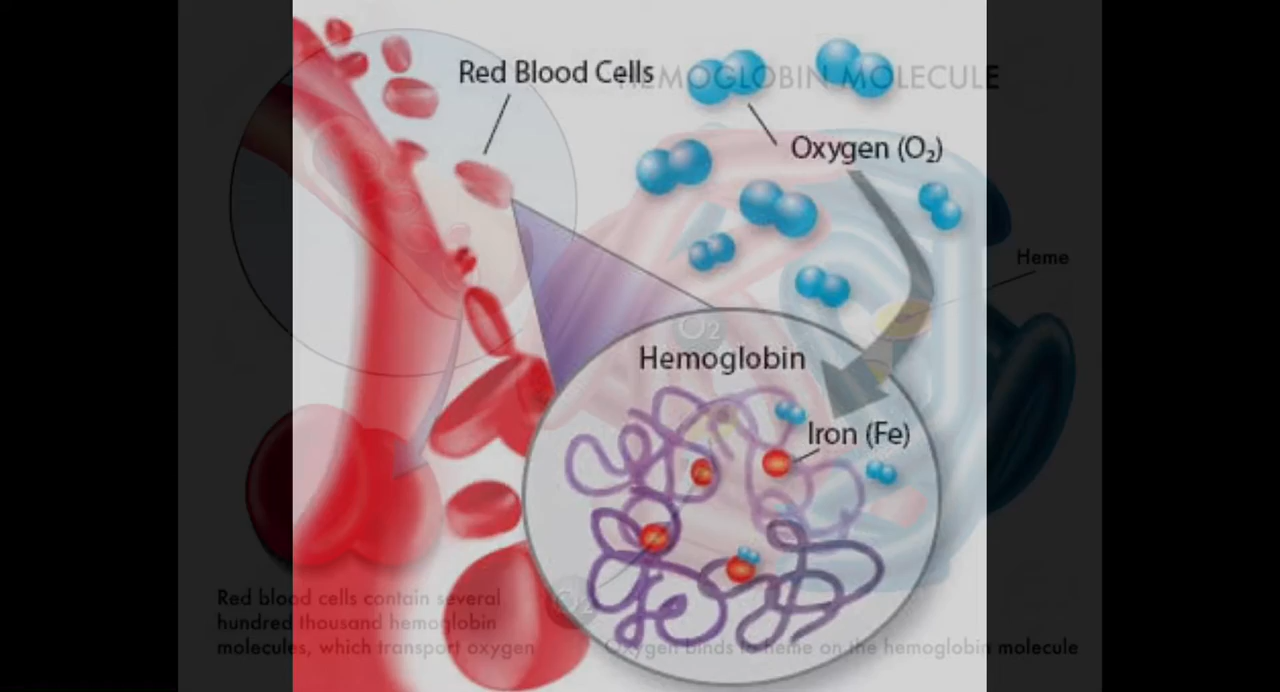 Red Blood Cells
HEMOGLOBIN MOLECULE
Oxygen (O₂)
Heme
O₂
Hemoglobin
Iron (Fe)
O₂
Red blood cells contain several
hundred thousand hemoglobin
molecules, which transport oxygen
Oxygen binds to heme on the hemoglobin molecule